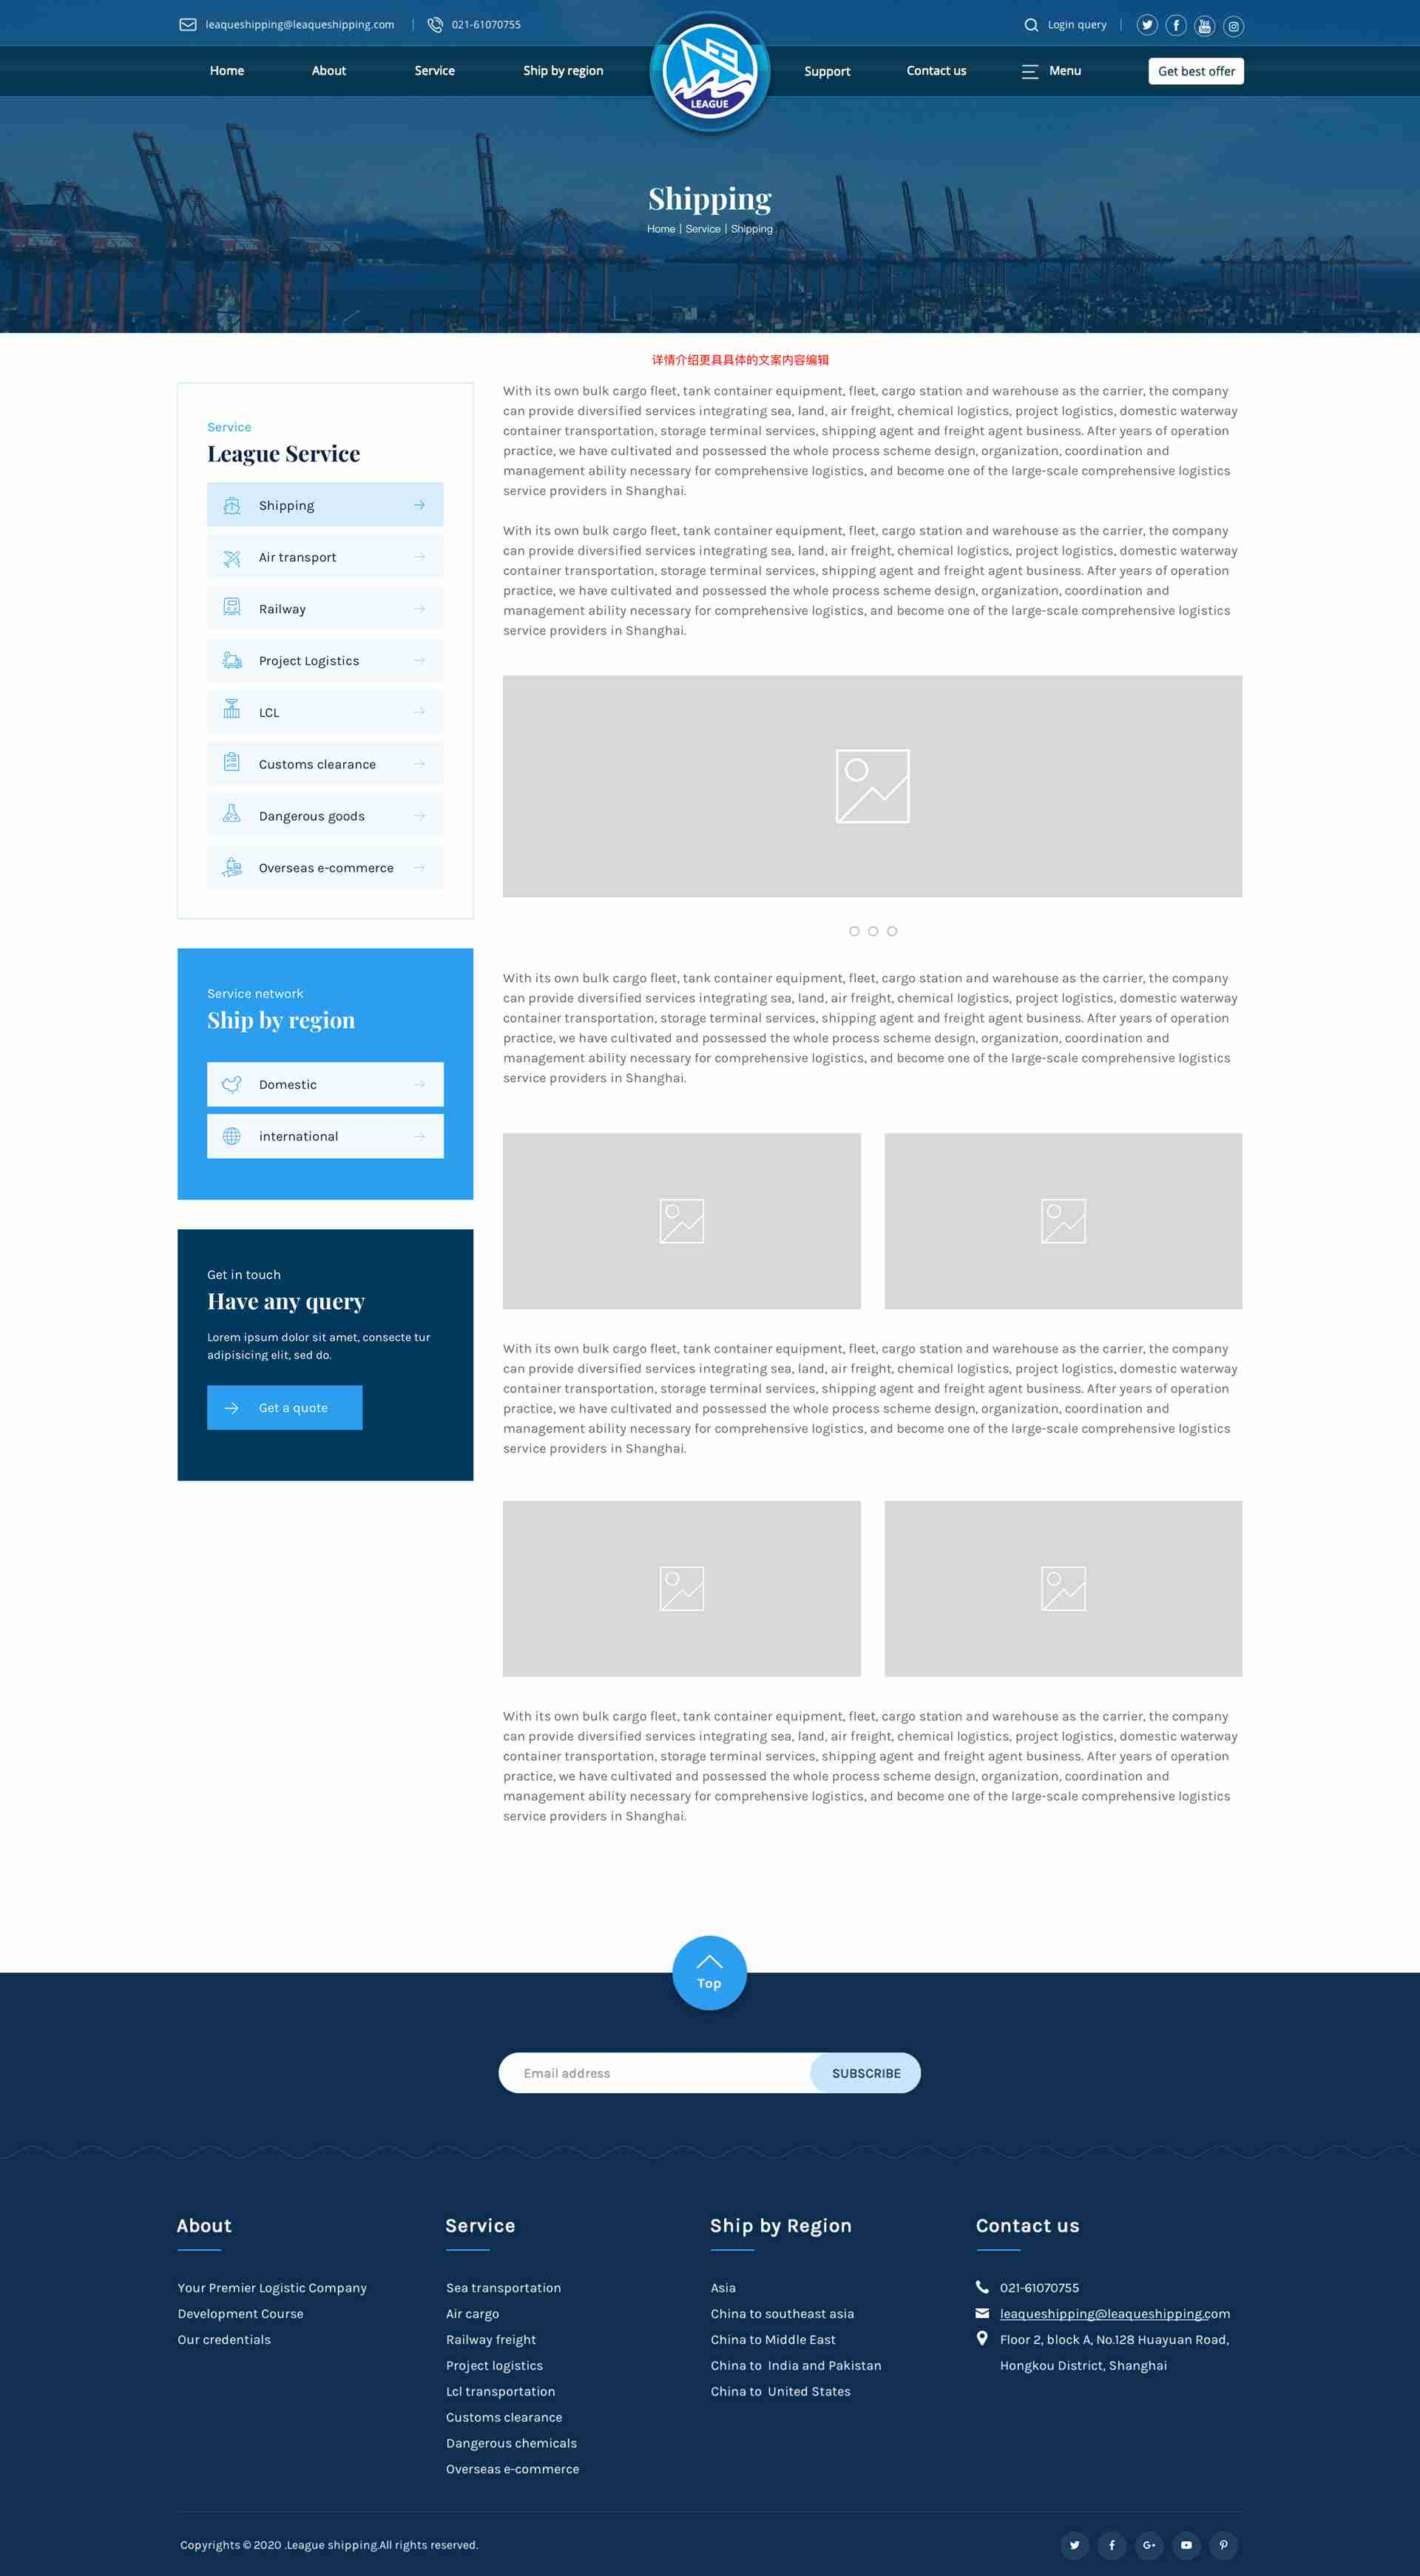 leaqueshipping@leaqueshipping.com
021-61070755
Login query
Home
About
Service
Ship by region
LEAGUE
Support
Contact us
Menu
Get best offer
Shipping
Home | Service | Shipping
详情介绍更具具体的文案内容编辑
Service
League Service
Shipping
Air transport
Railway
Project Logistics
LCL
Customs clearance
Dangerous goods
Overseas e-commerce
Service network
Ship by region
Domestic
international
Get in touch
Have any query
Lorem ipsum dolor sit amet, consecte tur
adipisicing elit, sed do.
Get a quote
With its own bulk cargo fleet, tank container equipment, fleet, cargo station and warehouse as the carrier, the company
can provide diversified services integrating sea, land, air freight, chemical logistics, project logistics, domestic waterway
container transportation, storage terminal services, shipping agent and freight agent business. After years of operation
practice, we have cultivated and possessed the whole process scheme design, organization, coordination and
management ability necessary for comprehensive logistics, and become one of the large-scale comprehensive logistics
service providers in Shanghai.
With its own bulk cargo fleet, tank container equipment, fleet, cargo station and warehouse as the carrier, the company
can provide diversified services integrating sea, land, air freight, chemical logistics, project logistics, domestic waterway
container transportation, storage terminal services, shipping agent and freight agent business. After years of operation
practice, we have cultivated and possessed the whole process scheme design, organization, coordination and
management ability necessary for comprehensive logistics, and become one of the large-scale comprehensive logistics
service providers in Shanghai.
With its own bulk cargo fleet, tank container equipment, fleet, cargo station and warehouse as the carrier, the company
can provide diversified services integrating sea, land, air freight, chemical logistics, project logistics, domestic waterway
container transportation, storage terminal services, shipping agent and freight agent business. After years of operation
practice, we have cultivated and possessed the whole process scheme design, organization, coordination and
management ability necessary for comprehensive logistics, and become one of the large-scale comprehensive logistics
service providers in Shanghai.
With its own bulk cargo fleet, tank container equipment, fleet, cargo station and warehouse as the carrier, the company
can provide diversified services integrating sea, land, air freight, chemical logistics, project logistics, domestic waterway
container transportation, storage terminal services, shipping agent and freight agent business. After years of operation
practice, we have cultivated and possessed the whole process scheme design, organization, coordination and
management ability necessary for comprehensive logistics, and become one of the large-scale comprehensive logistics
service providers in Shanghai.
With its own bulk cargo fleet, tank container equipment, fleet, cargo station and warehouse as the carrier, the company
can provide diversified services integrating sea, land, air freight, chemical logistics, project logistics, domestic waterway
container transportation, storage terminal services, shipping agent and freight agent business. After years of operation
practice, we have cultivated and possessed the whole process scheme design, organization, coordination and
management ability necessary for comprehensive logistics, and become one of the large-scale comprehensive logistics
service providers in Shanghai.
Top
Email address
SUBSCRIBE
About
Your Premier Logistic Company
Development Course
Our credentials
Service
Sea transportation
Air cargo
Railway freight
Project logistics
Lcl transportation
Customs clearance
Dangerous chemicals
Overseas e-commerce
Ship by Region
Asia
China to southeast asia
China to Middle East
China to India and Pakistan
China to United States
Contact us
021-61070755
leaqueshipping@leaqueshipping.com
Floor 2, block A, No.128 Huayuan Road,
Hongkou District, Shanghai
Copyrights © 2020 .League shipping.All rights reserved.